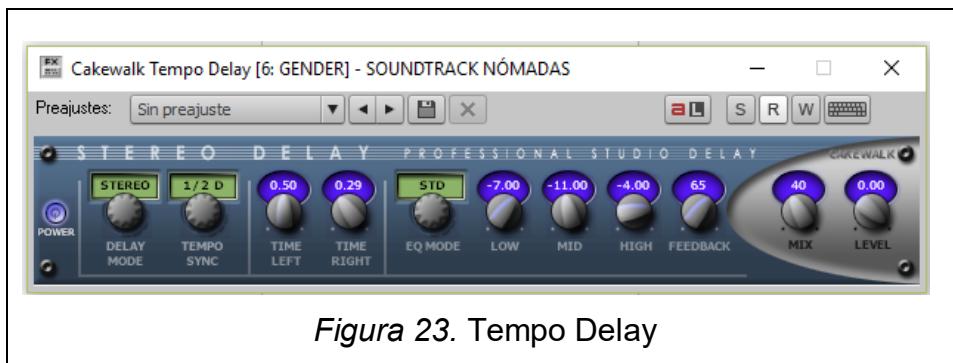 Cakewalk Tempo Delay [6: GENDER] - SOUNDTRACK NÓMADAS
Preajustes: Sin preajuste a L S R W
STEREO DELAY PROFESSIONAL STUDIO DELAY CAKEWALK
STEREO 1/2 D 0.50 0.29 STD -7.00 -11.00 -4.00 65 40 0.00
POWER DELAY MODE TEMPO SYNC TIME LEFT TIME RIGHT EQ MODE LOW MID HIGH FEEDBACK MIX LEVEL
Figura 23. Tempo Delay